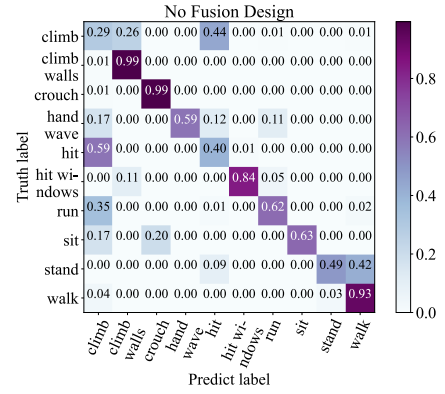 No Fusion Design
climb 0.29 0.26 0.00 0.00 0.44 0.00 0.01 0.00 0.00 0.01
climb
walls 0.01 0.99 0.00 0.00 0.00 0.00 0.00 0.00 0.00 0.00
crouch 0.01 0.00 0.99 0.00 0.00 0.00 0.00 0.00 0.00 0.00
hand
wave 0.17 0.00 0.00 0.59 0.12 0.00 0.11 0.00 0.00 0.00
hit 0.59 0.00 0.00 0.00 0.40 0.01 0.00 0.00 0.00 0.00
hit wi-
ndows 0.00 0.11 0.00 0.00 0.00 0.84 0.05 0.00 0.00 0.00
run 0.35 0.00 0.00 0.00 0.01 0.00 0.62 0.00 0.00 0.02
sit 0.17 0.00 0.20 0.00 0.00 0.00 0.00 0.63 0.00 0.00
stand 0.00 0.00 0.00 0.00 0.09 0.00 0.00 0.00 0.49 0.42
walk 0.04 0.00 0.00 0.00 0.00 0.00 0.00 0.00 0.03 0.93
Truth label
climb
climb
walls
crouch
hand
wave
hit
hit wi-
ndows
run
sit
stand
walk
Predict label
0.8
0.6
0.4
0.2
0.0